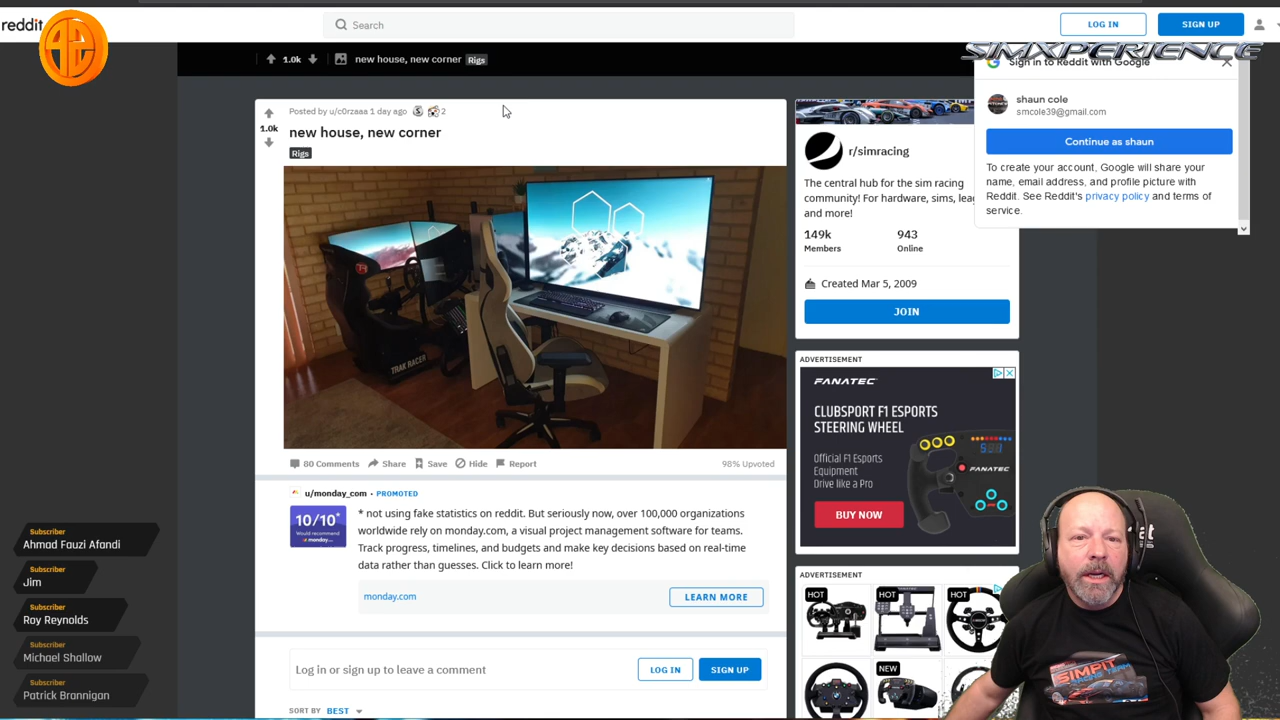 reddit
Search
LOG IN
SIGN UP
1.0k
new house, new corner
Rigs
SIMXPERIENCE
Sign in to Reddit with Google
shaun cole
smcole39@gmail.com
Continue as shaun
To create your account, Google will share your
name, email address, and profile picture with
Reddit. See Reddit's privacy policy and terms of
service.
Posted by u/c0rzaaa 1 day ago
2
1.0k
new house, new corner
Rigs
TRAK RACER
80 Comments
Share
Save
Hide
Report
98% Upvoted
r/simracing
The central hub for the sim racing
community! For hardware, sims,
and more!
149k
943
Members
Online
Created Mar 5, 2009
JOIN
ADVERTISEMENT
FANATEC
CLUBSPORT F1 ESPORTS
STEERING WHEEL
Official F1 Esports
Equipment
Drive like a Pro
BUY NOW
FANATEC
u/monday_com • PROMOTED
10/10*
Would recommend
monday.com
* not using fake statistics on reddit. But seriously now, over 100,000 organizations
worldwide rely on monday.com, a visual project management software for teams.
Track progress, timelines, and budgets and make key decisions based on real-time
data rather than guesses. Click to learn more!
monday.com
LEARN MORE
ADVERTISEMENT
HOT
HOT
HOT
NEW
Log in or sign up to leave a comment
LOG IN
SIGN UP
SORT BY BEST
Subscriber
Ahmad Fauzi Afandi
Subscriber
Jim
Subscriber
Roy Reynolds
Subscriber
Michael Shallow
Subscriber
Patrick Brannigan
SIMPIT
RACING TEAM